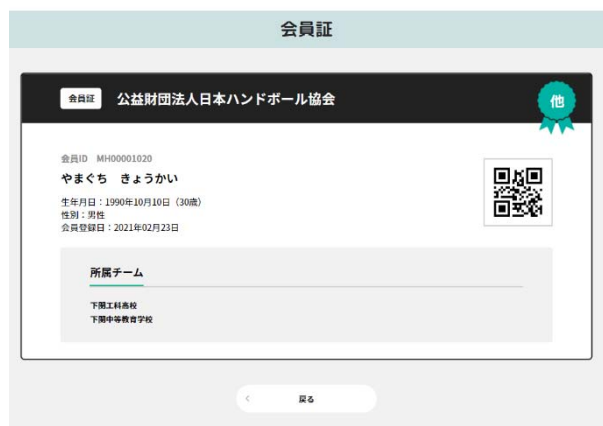 会員証
会員証 公益財団法人日本ハンドボール協会
他
会員ID MH00001020
やまぐち きょうかい
生年月日：1990年10月10日（30歳）
性別：男性
会員登録日：2021年02月23日
所属チーム
下関工科高校
下関中等教育学校
戻る